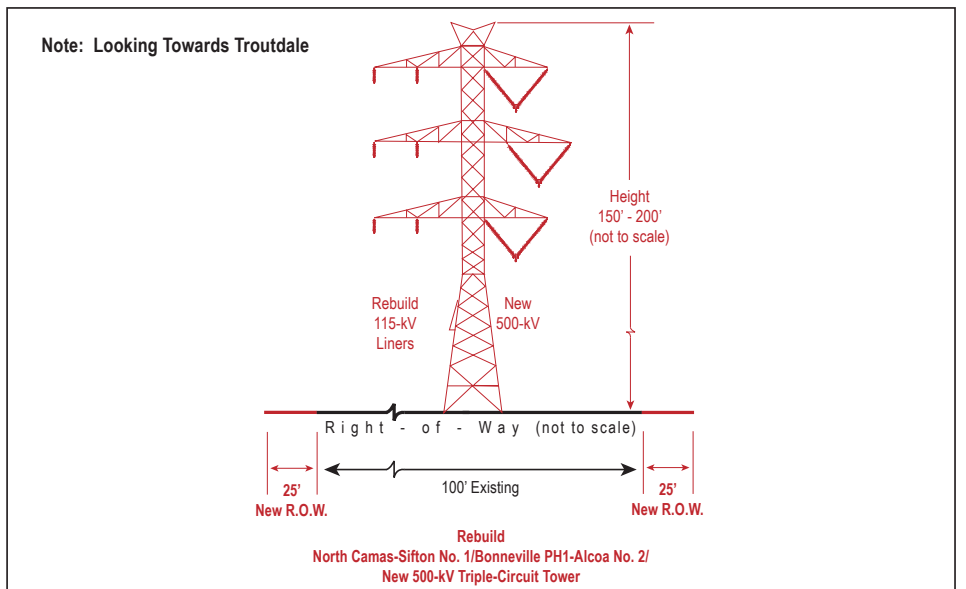 Note: Looking Towards Troutdale
Height
150' - 200'
(not to scale)
Rebuild
115-kV
Liners
New
500-kV
Right - of - Way (not to scale)
25'
New R.O.W.
100' Existing
25'
New R.O.W.
Rebuild
North Camas-Sifton No. 1/Bonneville PH1-Alcoa No. 2/
New 500-kV Triple-Circuit Tower